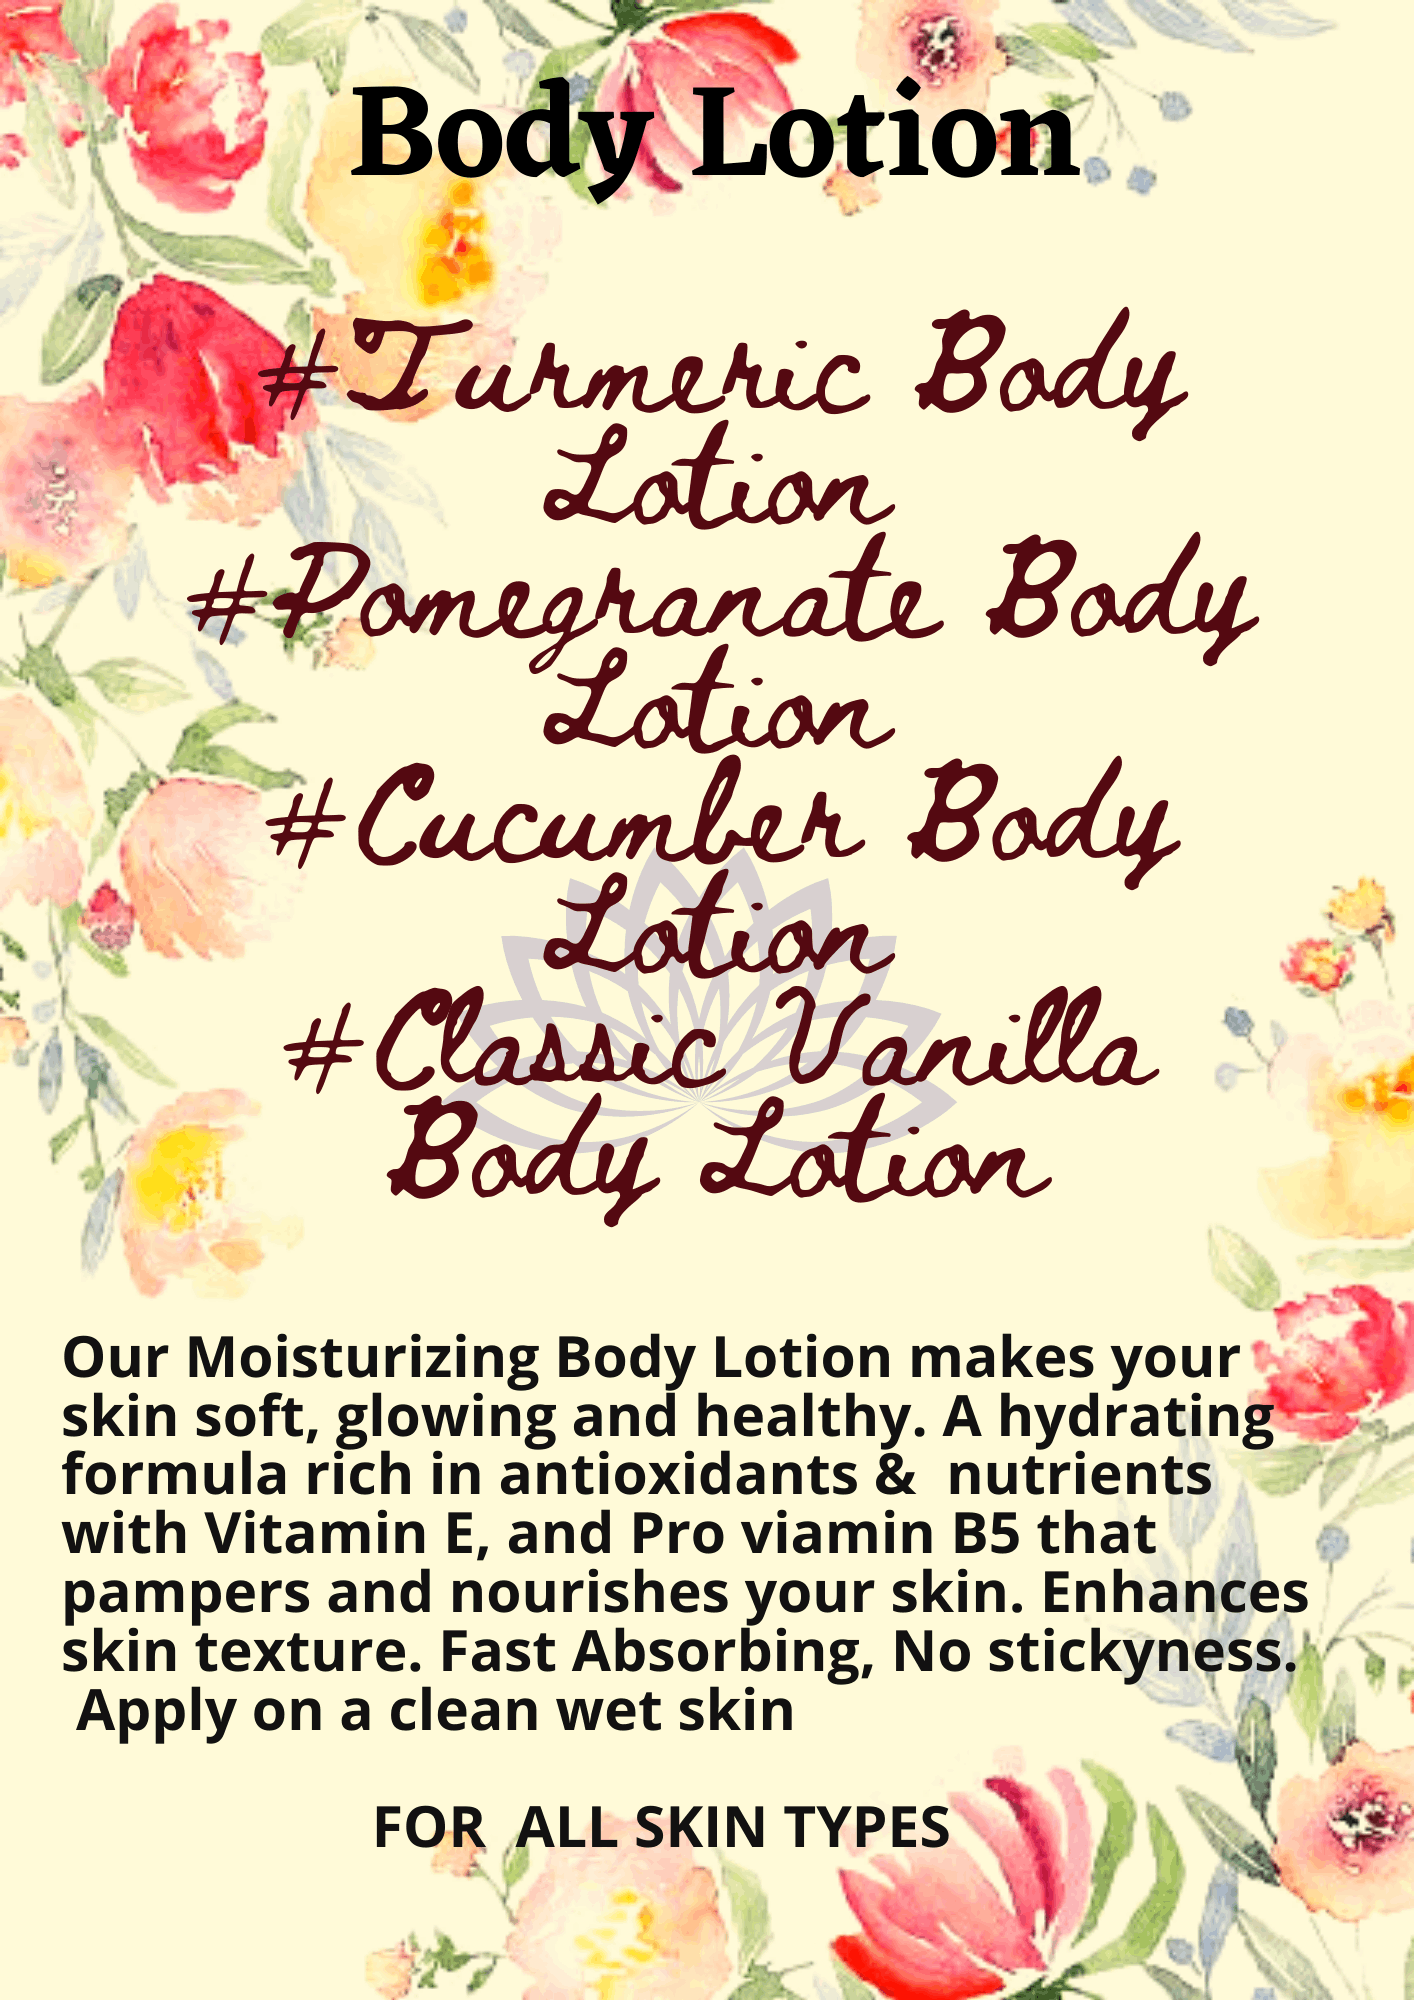 Body Lotion
#Turmeric Body
Lotion
#Pomegranate Body
Lotion
#Cucumber Body
Lotion
#Classic Vanilla
Body Lotion
Our Moisturizing Body Lotion makes your
skin soft, glowing and healthy. A hydrating
formula rich in antioxidants &  nutrients
with Vitamin E, and Pro viamin B5 that
pampers and nourishes your skin. Enhances
skin texture. Fast Absorbing, No stickyness.
Apply on a clean wet skin
FOR  ALL SKIN TYPES